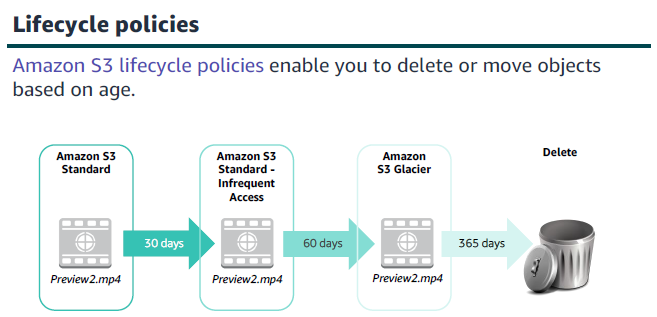 Lifecycle policies
Amazon S3 lifecycle policies enable you to delete or move objects
based on age.
Amazon S3
Standard
Amazon S3
Standard -
Infrequent
Access
Amazon
S3 Glacier
Delete
30 days
60 days
365 days
Preview2.mp4
Preview2.mp4
Preview2.mp4